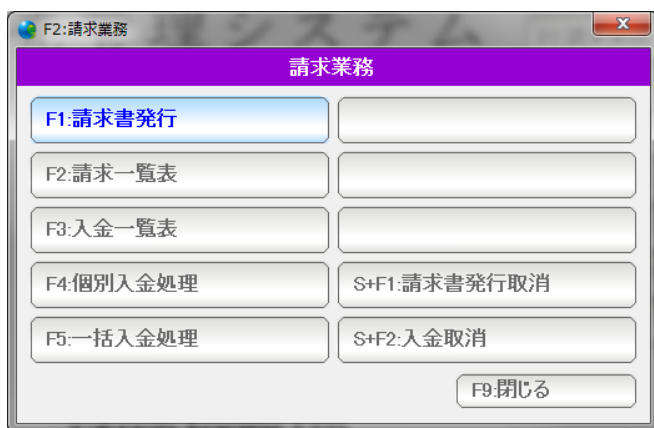 F2:請求業務
請求業務
F1:請求書発行
F2:請求一覧表
F3:入金一覧表
F4:個別入金処理
S+F1:請求書発行取消
F5:一括入金処理
S+F2:入金取消
F9:閉じる